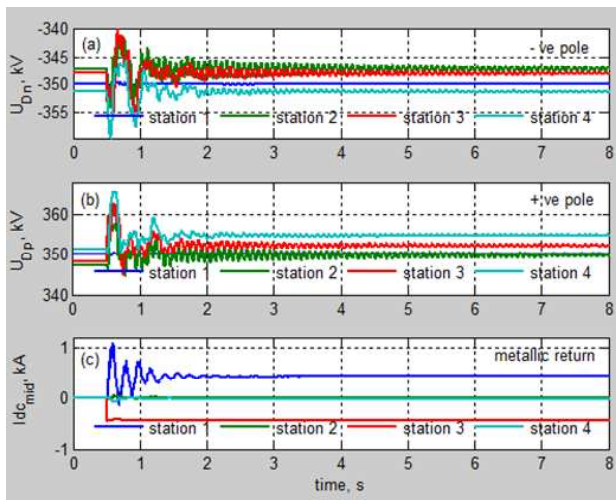 -340
(a)
- ve pole
-345
-350
-355
U_Dn, kV
station 1
station 2
station 3
station 4
0 1 2 3 4 5 6 7 8
(b)
+ve pole
360
350
340
U_Dp, kV
station 1
station 2
station 3
station 4
0 1 2 3 4 5 6 7 8
1
(c)
metallic return
0
-1
Idc_mid, kA
station 1
station 2
station 3
station 4
0 1 2 3 4 5 6 7 8
time, s